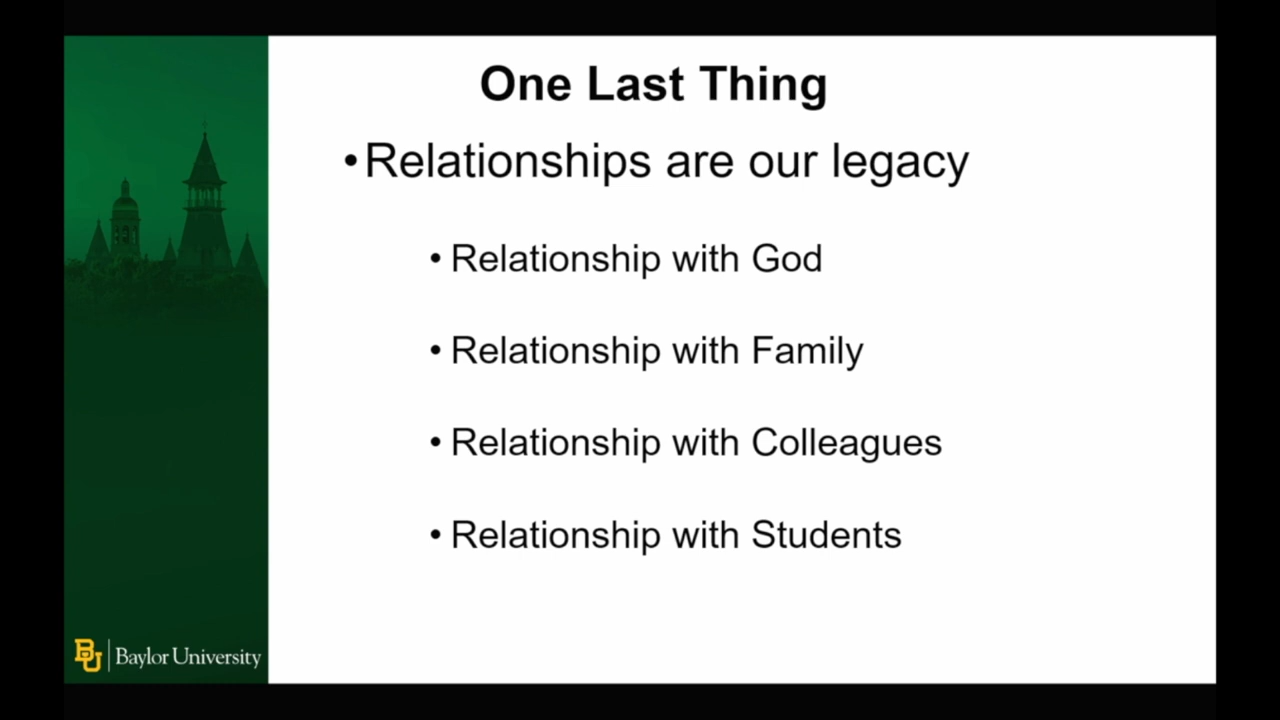 One Last Thing
•Relationships are our legacy
• Relationship with God
• Relationship with Family
• Relationship with Colleagues
• Relationship with Students
BU | Baylor University